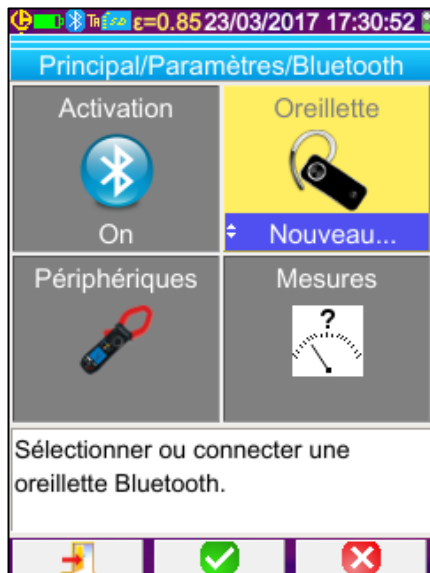 TR ε=0.85 23/03/2017 17:30:52
Principal/Paramètres/Bluetooth
Activation
Oreillette
On
Nouveau...
Périphériques
Mesures
?
Sélectionner ou connecter une
oreillette Bluetooth.